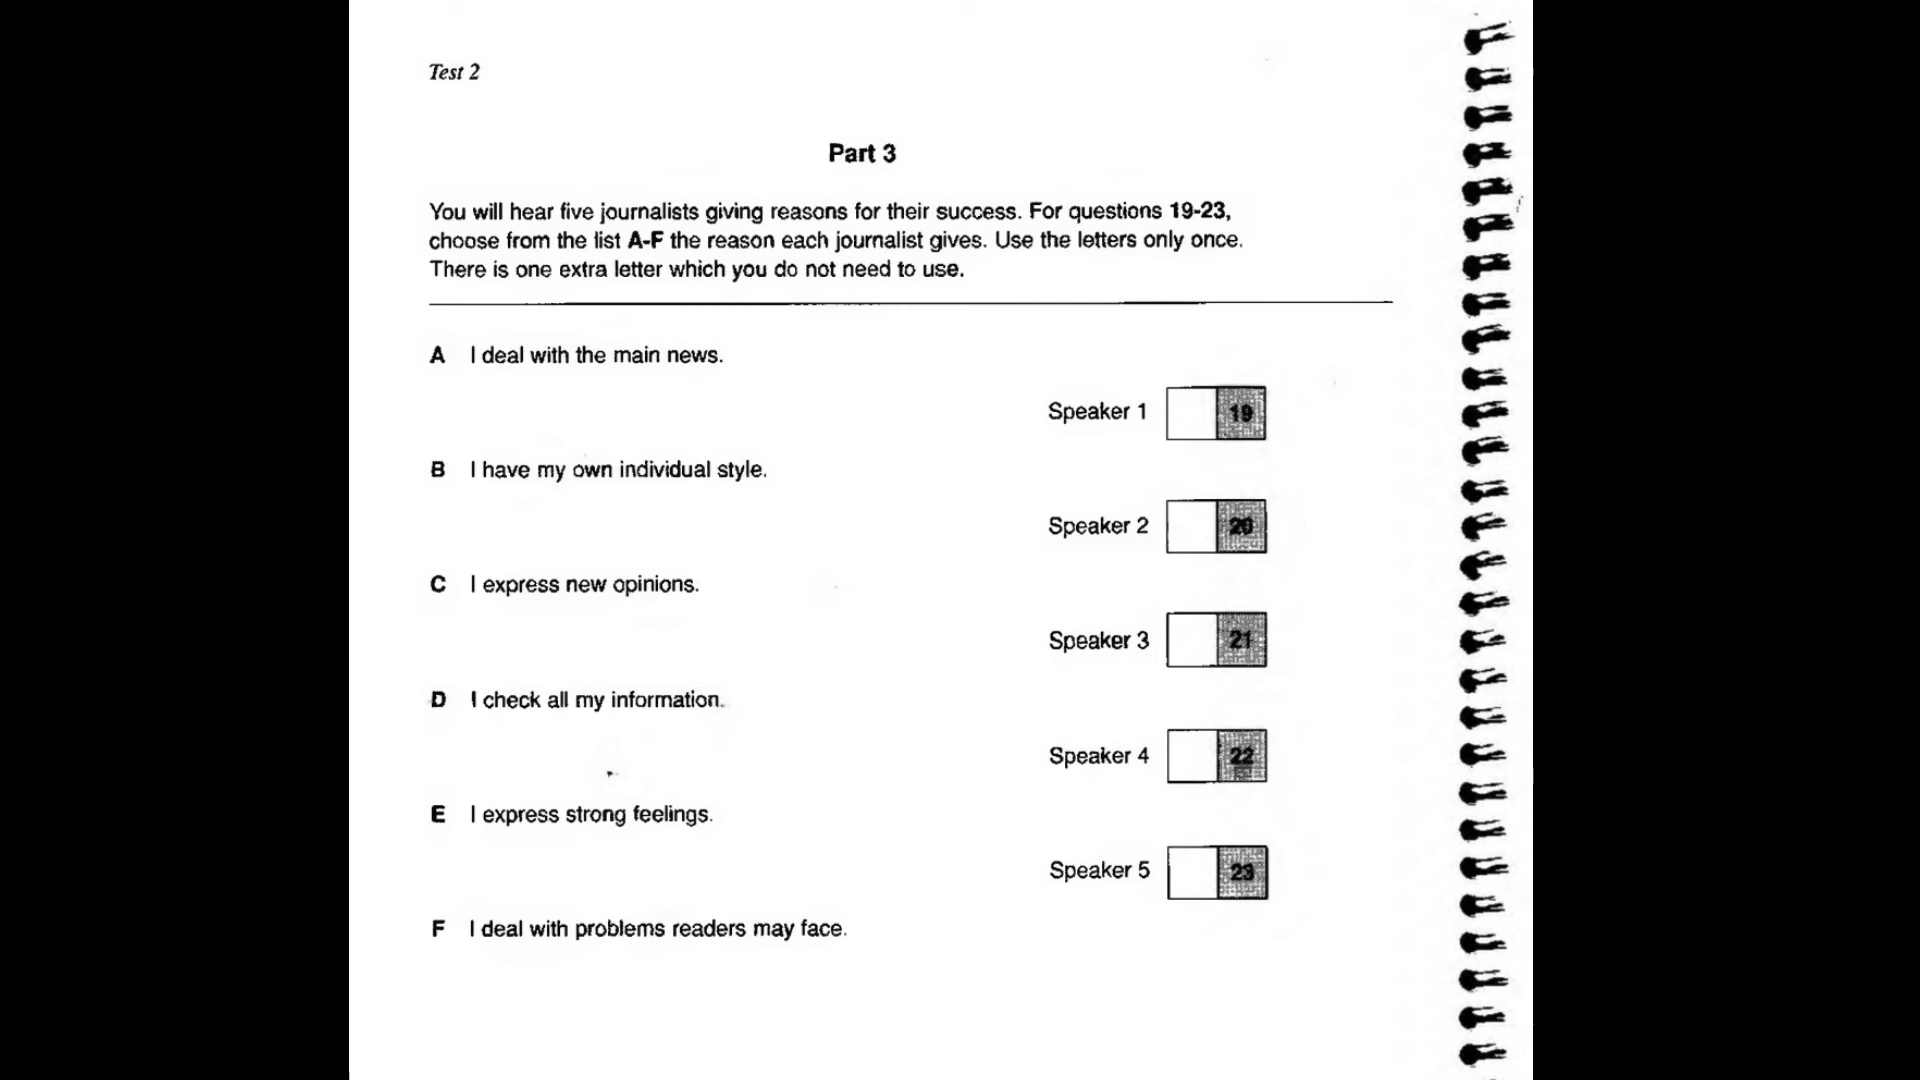 Test 2
Part 3
You will hear five journalists giving reasons for their success. For questions 19-23,
choose from the list A-F the reason each journalist gives. Use the letters only once.
There is one extra letter which you do not need to use.
A I deal with the main news.
Speaker 1 19
B I have my own individual style.
Speaker 2 20
C I express new opinions.
Speaker 3 21
D I check all my information.
Speaker 4 22
E I express strong feelings.
Speaker 5 23
F I deal with problems readers may face.